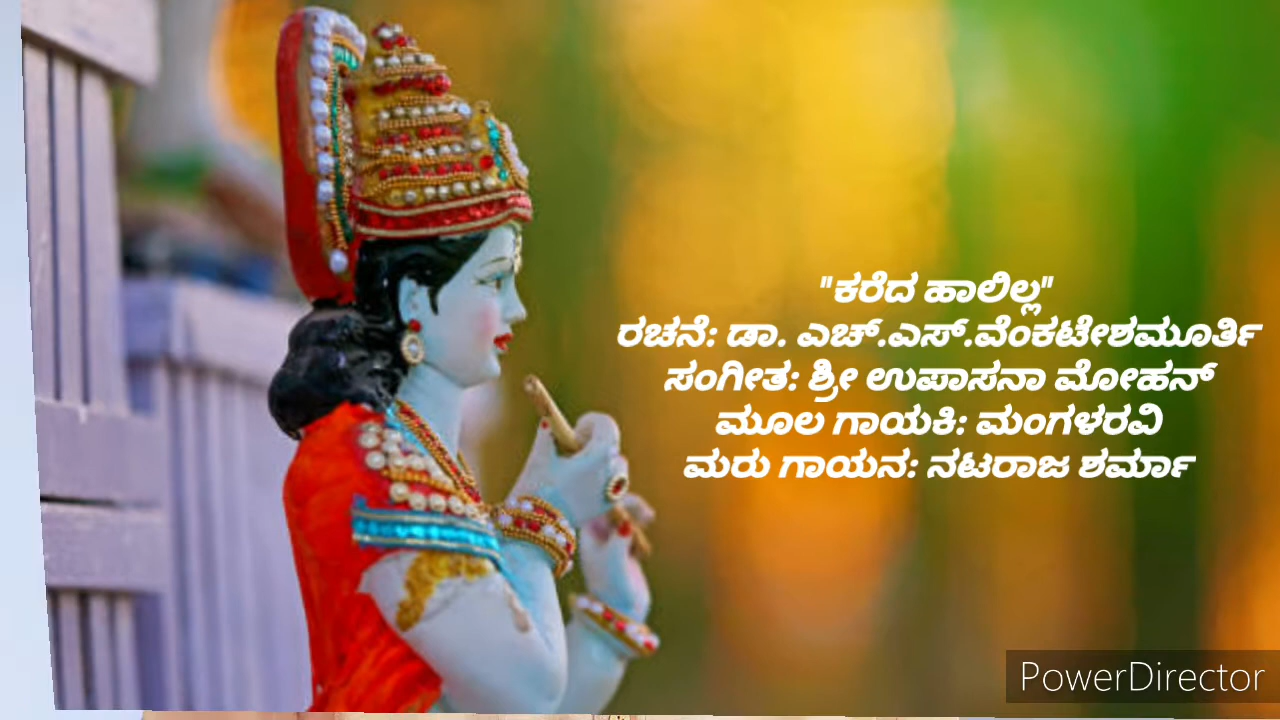 "ಕರೆದ ಹಾಲಿಲ್ಲ"
ರಚನೆ: ಡಾ. ಎಚ್.ಎಸ್.ವೆಂಕಟೇಶಮೂರ್ತಿ
ಸಂಗೀತ: ಶ್ರೀ ಉಪಾಸನಾ ಮೋಹನ್
ಮೂಲ ಗಾಯಕಿ: ಮಂಗಳರವಿ
ಮರು ಗಾಯನ: ನಟರಾಜ ಶರ್ಮಾ
PowerDirector